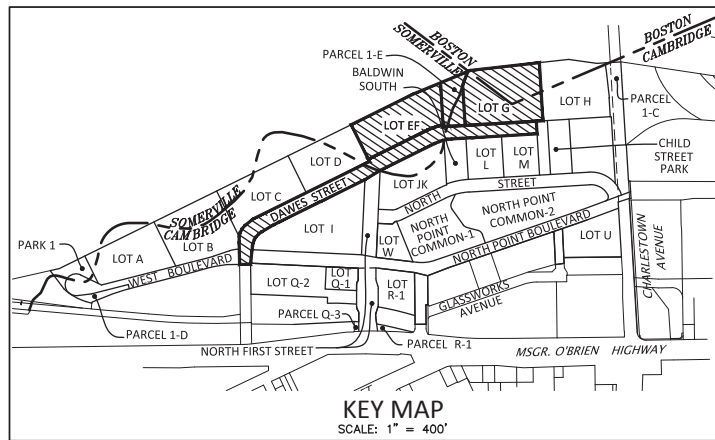 BOSTON
SOMERVILLE
BOSTON
CAMBRIDGE
PARCEL 1-E
BALDWIN
SOUTH
LOT G
LOT H
PARCEL
1-C
LOT EF
CHILD
STREET
PARK
LOT D
LOT
L
LOT
M
LOT C
DAWES STREET
LOT JK
NORTH
STREET
SOMERVILLE
CAMBRIDGE
LOT I
NORTH
POINT
COMMON-1
NORTH POINT
COMMON-2
PARK 1
LOT A
LOT B
LOT
W
NORTH POINT BOULEVARD
LOT U
WEST BOULEVARD
CHARLESTOWN
AVENUE
LOT Q-2
LOT
Q-1
LOT
R-1
GLASSWORKS
AVENUE
PARCEL 1-D
PARCEL Q-3
NORTH FIRST STREET
PARCEL R-1
MSGR. O'BRIEN HIGHWAY
KEY MAP
SCALE: 1" = 400'